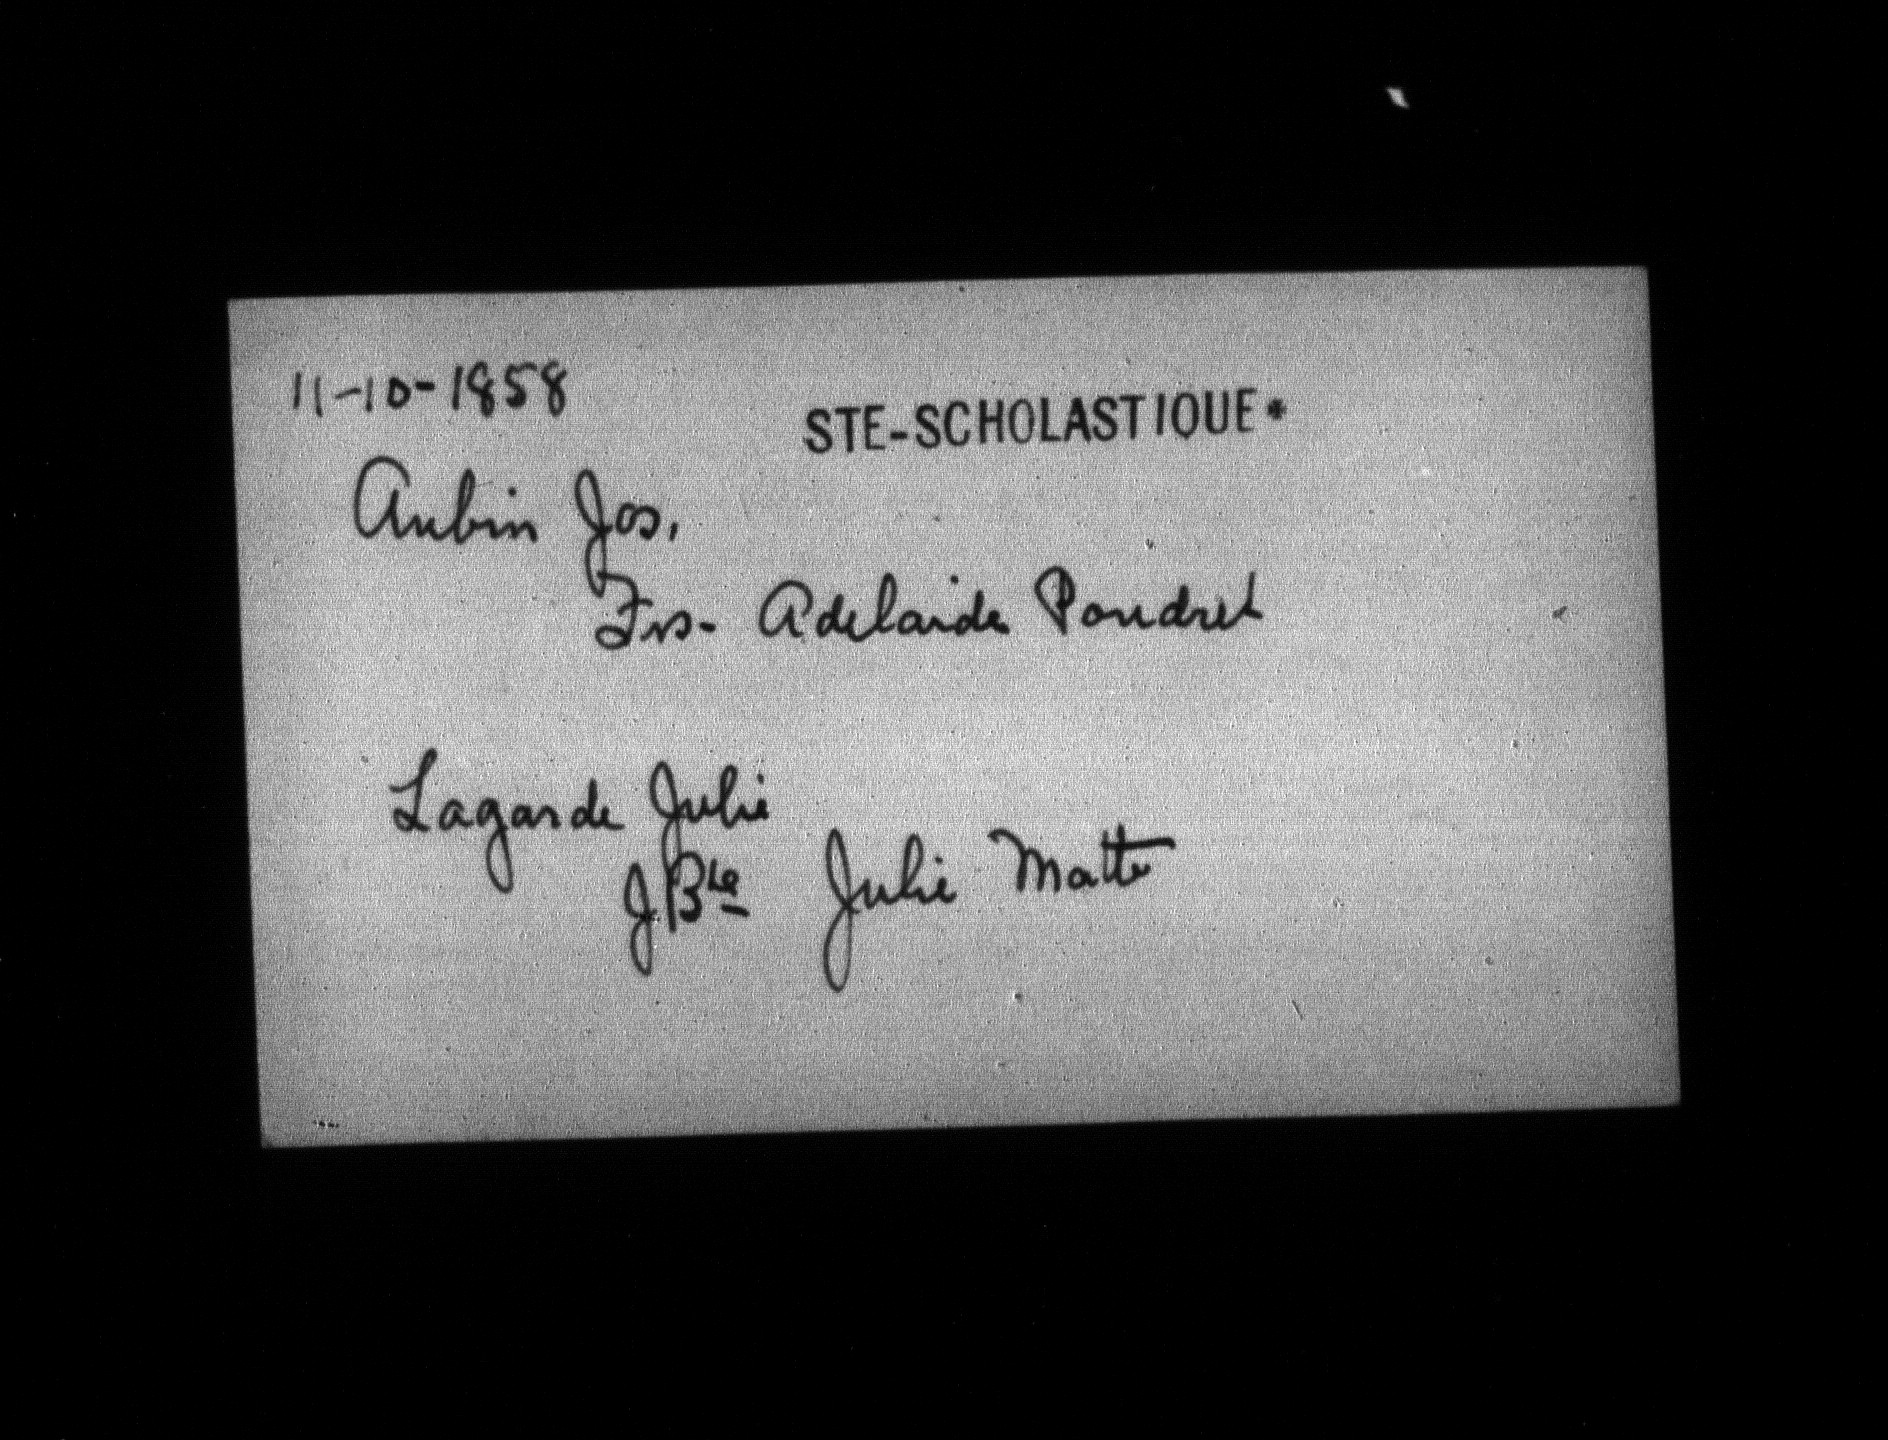 11-10-1858
STE-SCHOLASTIQUE*
Aubin Jos.
Frs. Adelaide Poudret
Lagarde Julie
J Bte Julie Matte